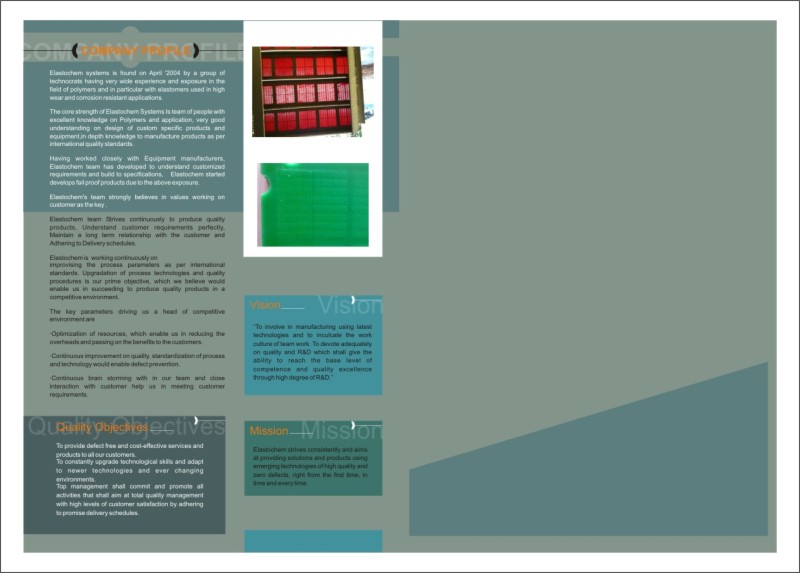 COMPANY PROFILE
COMPANY PROFILE
Elastochem systems is found on April '2004 by a group of
technocrats having very wide experience and exposure in the
field of polymers and in particular with elastomers used in high
wear and corrosion resistant applications.
The core strength of Elastochem Systems Is team of people with
excellent knowledge on Polymers and application, very good
understanding on design of custom specific products and
equipment,in depth knowledge to manufacture products as per
international quality standards.
Having worked closely with Equipment manufacturers,
Elastochem team has developed to understand customized
requirements and build to specifications, Elastochem started
develops fail proof products due to the above exposure.
Elastochem's team strongly believes in values working on
customer as the key .
Elastochem team Strives continuously to produce quality
products, Understand customer requirements perfectly,
Maintain a long term relationship with the customer and
Adhering to Delivery schedules.
Elastochem is working continuously on
improvising the process parameters as per international
standards. Upgradation of process technologies and quality
procedures is our prime objective, which we believe would
enable us in succeeding to produce quality products in a
competitive environment.
The key parameters driving us a head of competitive
environment are
·Optimization of resources, which enable us in reducing the
overheads and passing on the benefits to the customers.
·Continuous improvement on quality, standardization of process
and technology would enable defect prevention.
·Continuous brain storming with in our team and close
interaction with customer help us in meeting customer
requirements.
Quality Objectives
Quality Objectives
To provide defect free and cost-effective services and
products to all our customers.
To constantly upgrade technological skills and adapt
to newer technologies and ever changing
environments.
Top management shall commit and promote all
activities that shall aim at total quality management
with high levels of customer satisfaction by adhering
to promise delivery schedules.
Vision
Vision
"To involve in manufacturing using latest
technologies and to inculcate the work
culture of team work. To devote adequately
on quality and R&D which shall give the
ability to reach the base level of
competence and quality excellence
through high degree of R&D."
Mission
Mission
Elastochem strives consistently and aims
at providing solutions and products using
emerging technologies of high quality and
zero defects, right from the first time, in
time and every time.